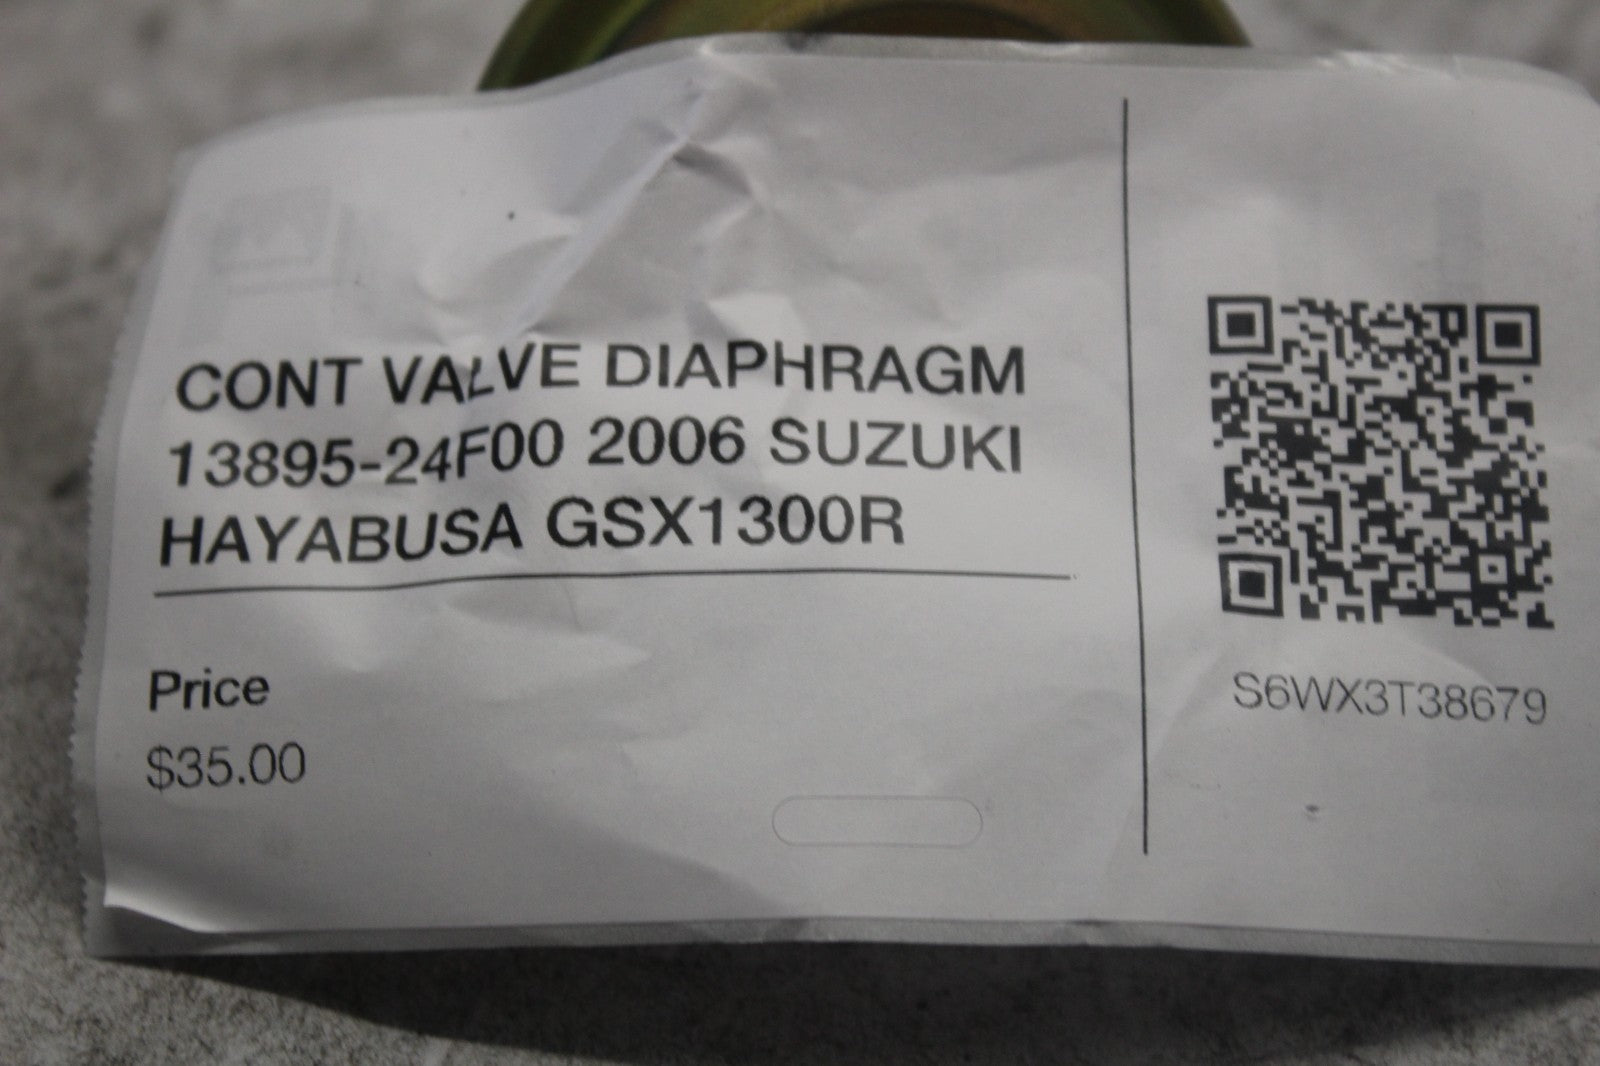 CONT VALVE DIAPHRAGM
13895-24F00 2006 SUZUKI
HAYABUSA GSX1300R
Price
$35.00
S6WX3T38679